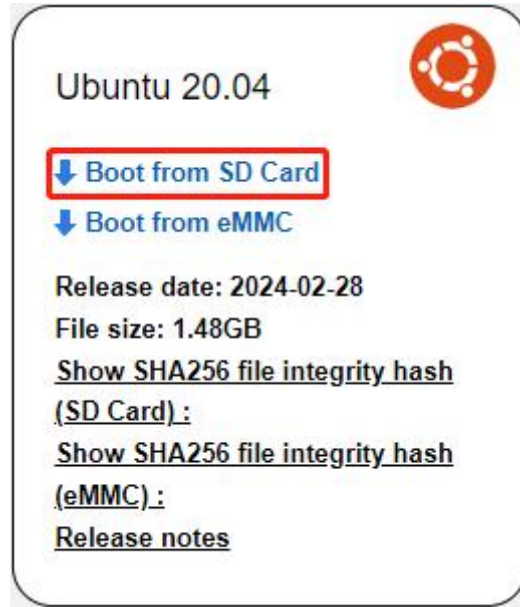 Ubuntu 20.04
Boot from SD Card
Boot from eMMC
Release date: 2024-02-28
File size: 1.48GB
Show SHA256 file integrity hash
(SD Card) :
Show SHA256 file integrity hash
(eMMC) :
Release notes